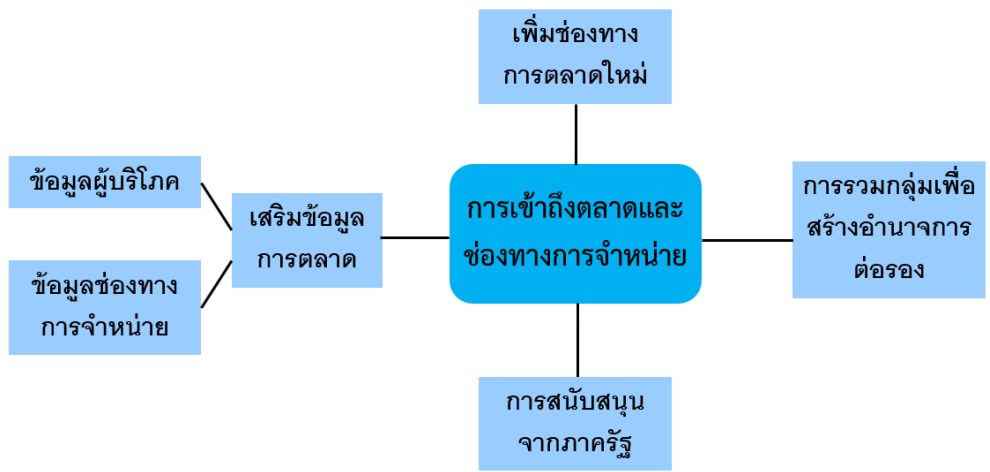 เพิ่มช่องทาง
การตลาดใหม่
ข้อมูลผู้บริโภค
ข้อมูลช่องทาง
การจำหน่าย
เสริมข้อมูล
การตลาด
การเข้าถึงตลาดและ
ช่องทางการจำหน่าย
การรวมกลุ่มเพื่อ
สร้างอำนาจการ
ต่อรอง
การสนับสนุน
จากภาครัฐ